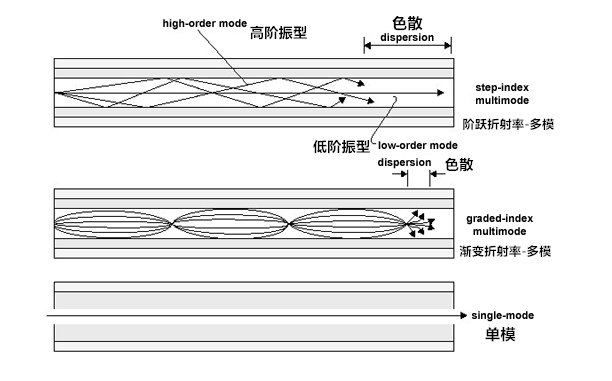 high-order mode 高阶振型
色散
dispersion
step-index
multimode
阶跃折射率-多模
低阶振型 low-order mode
dispersion 色散
graded-index
multimode
渐变折射率-多模
single-mode
单模